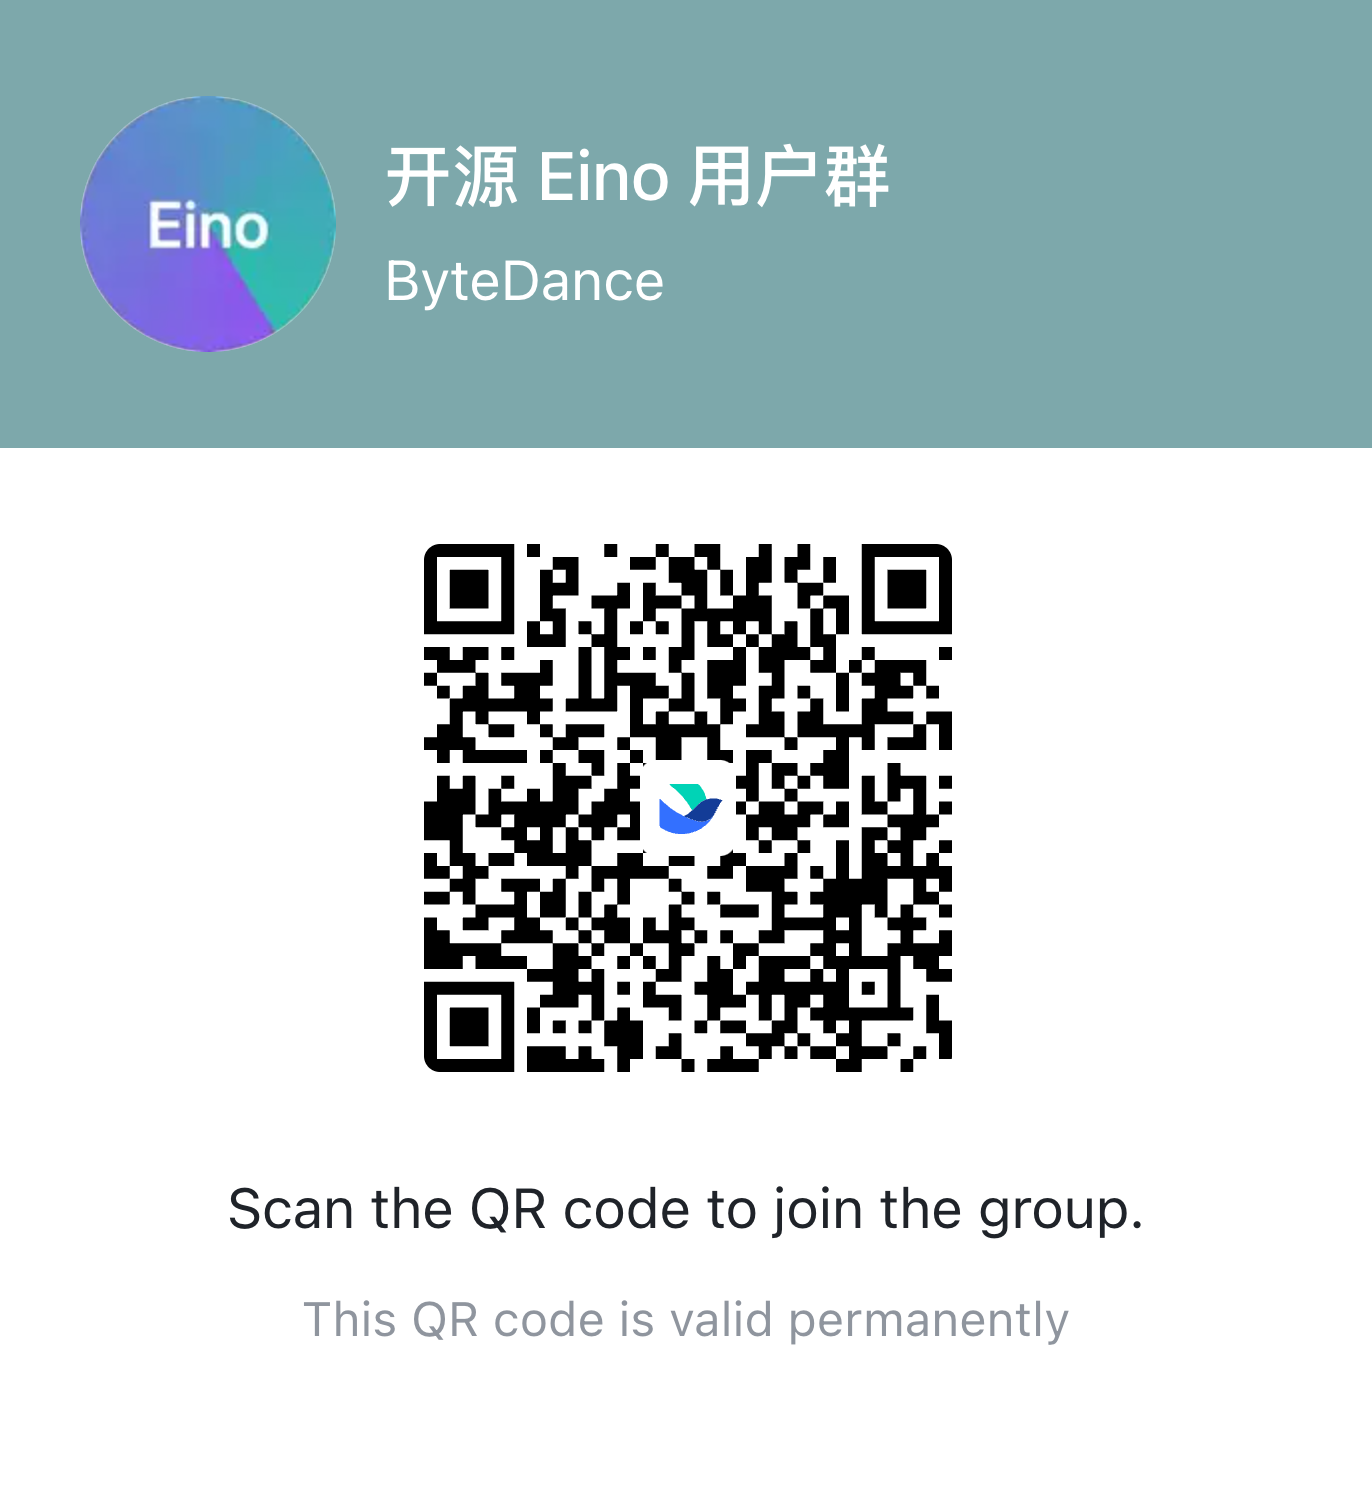 Eino
开源 Eino 用户群
ByteDance
Scan the QR code to join the group.
This QR code is valid permanently